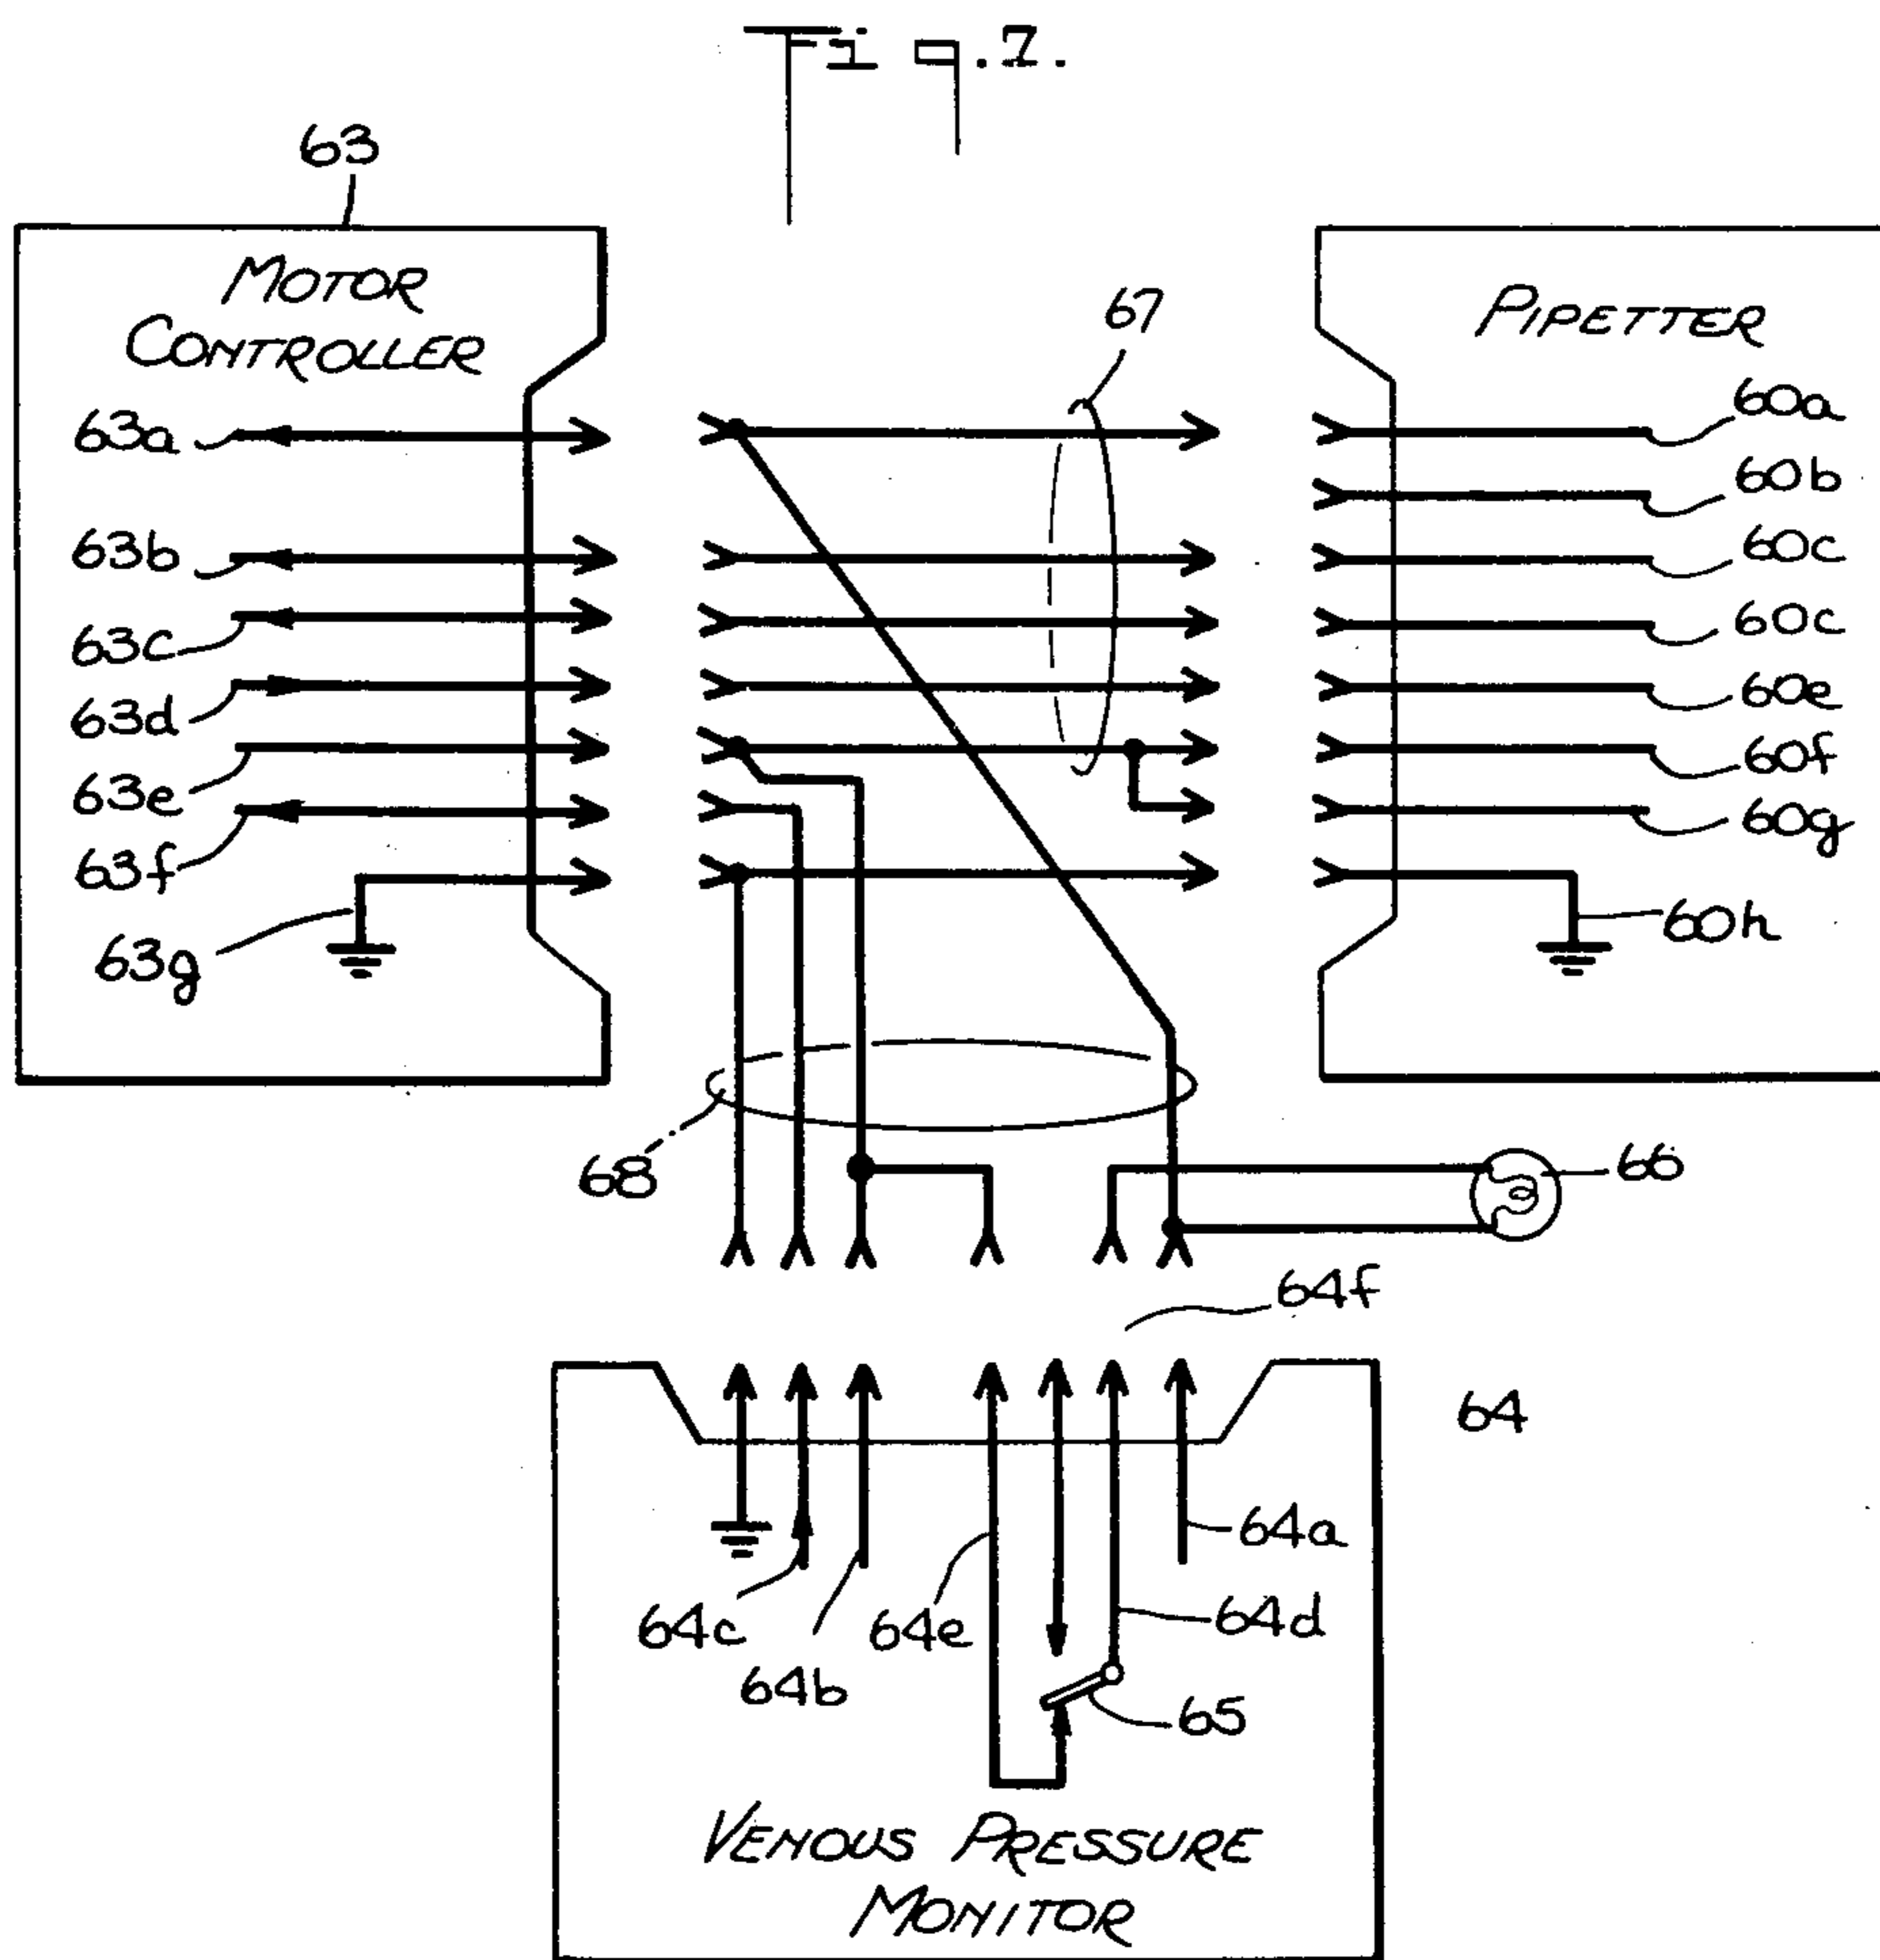 Fig.7.
63
MOTOR
CONTROLLER
PIPETTER
67
63a
63b
63c
63d
63e
63f
63g
60a
60b
60c
60c
60e
60f
60g
60h
68
66
64f
64
64a
64c
64b
64e
64d
65
VENOUS PRESSURE
MONITOR